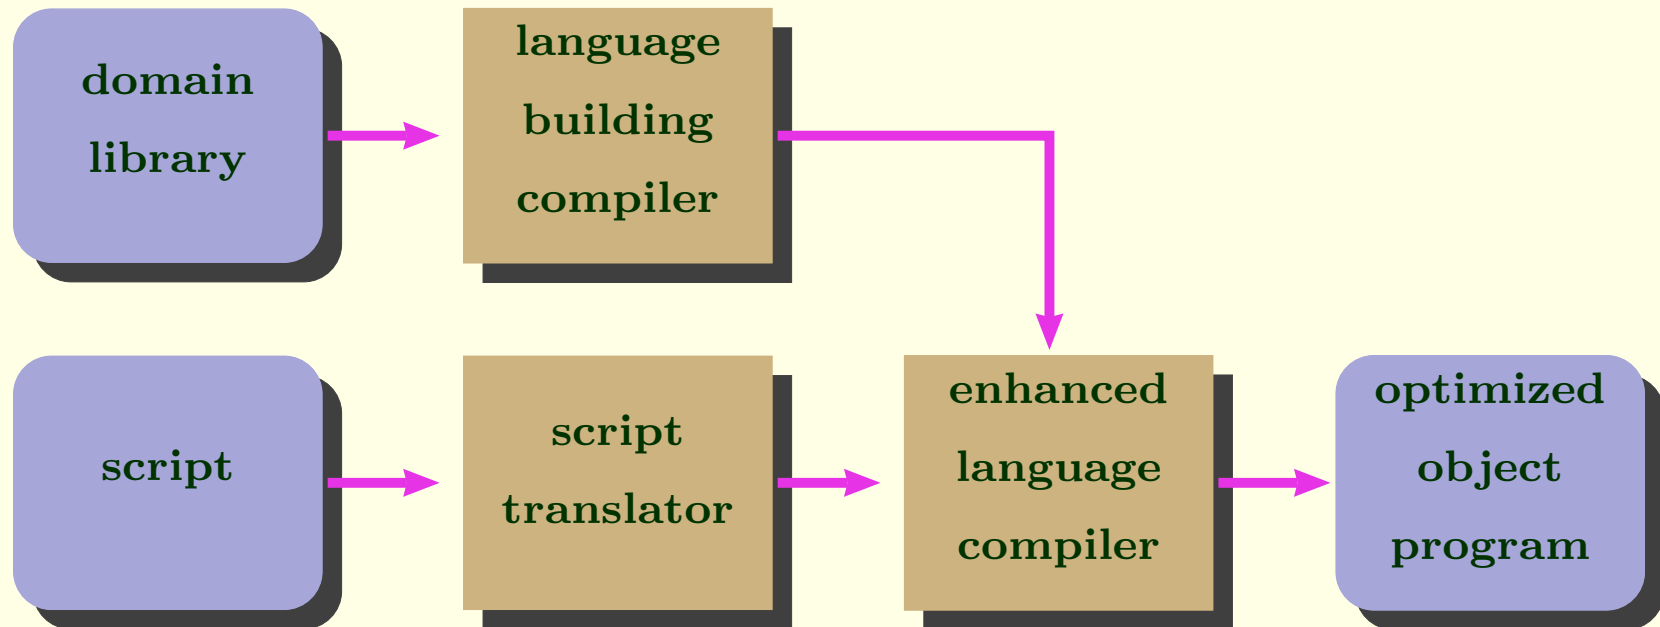 domain
library
language
building
compiler
script
script
translator
enhanced
language
compiler
optimized
object
program